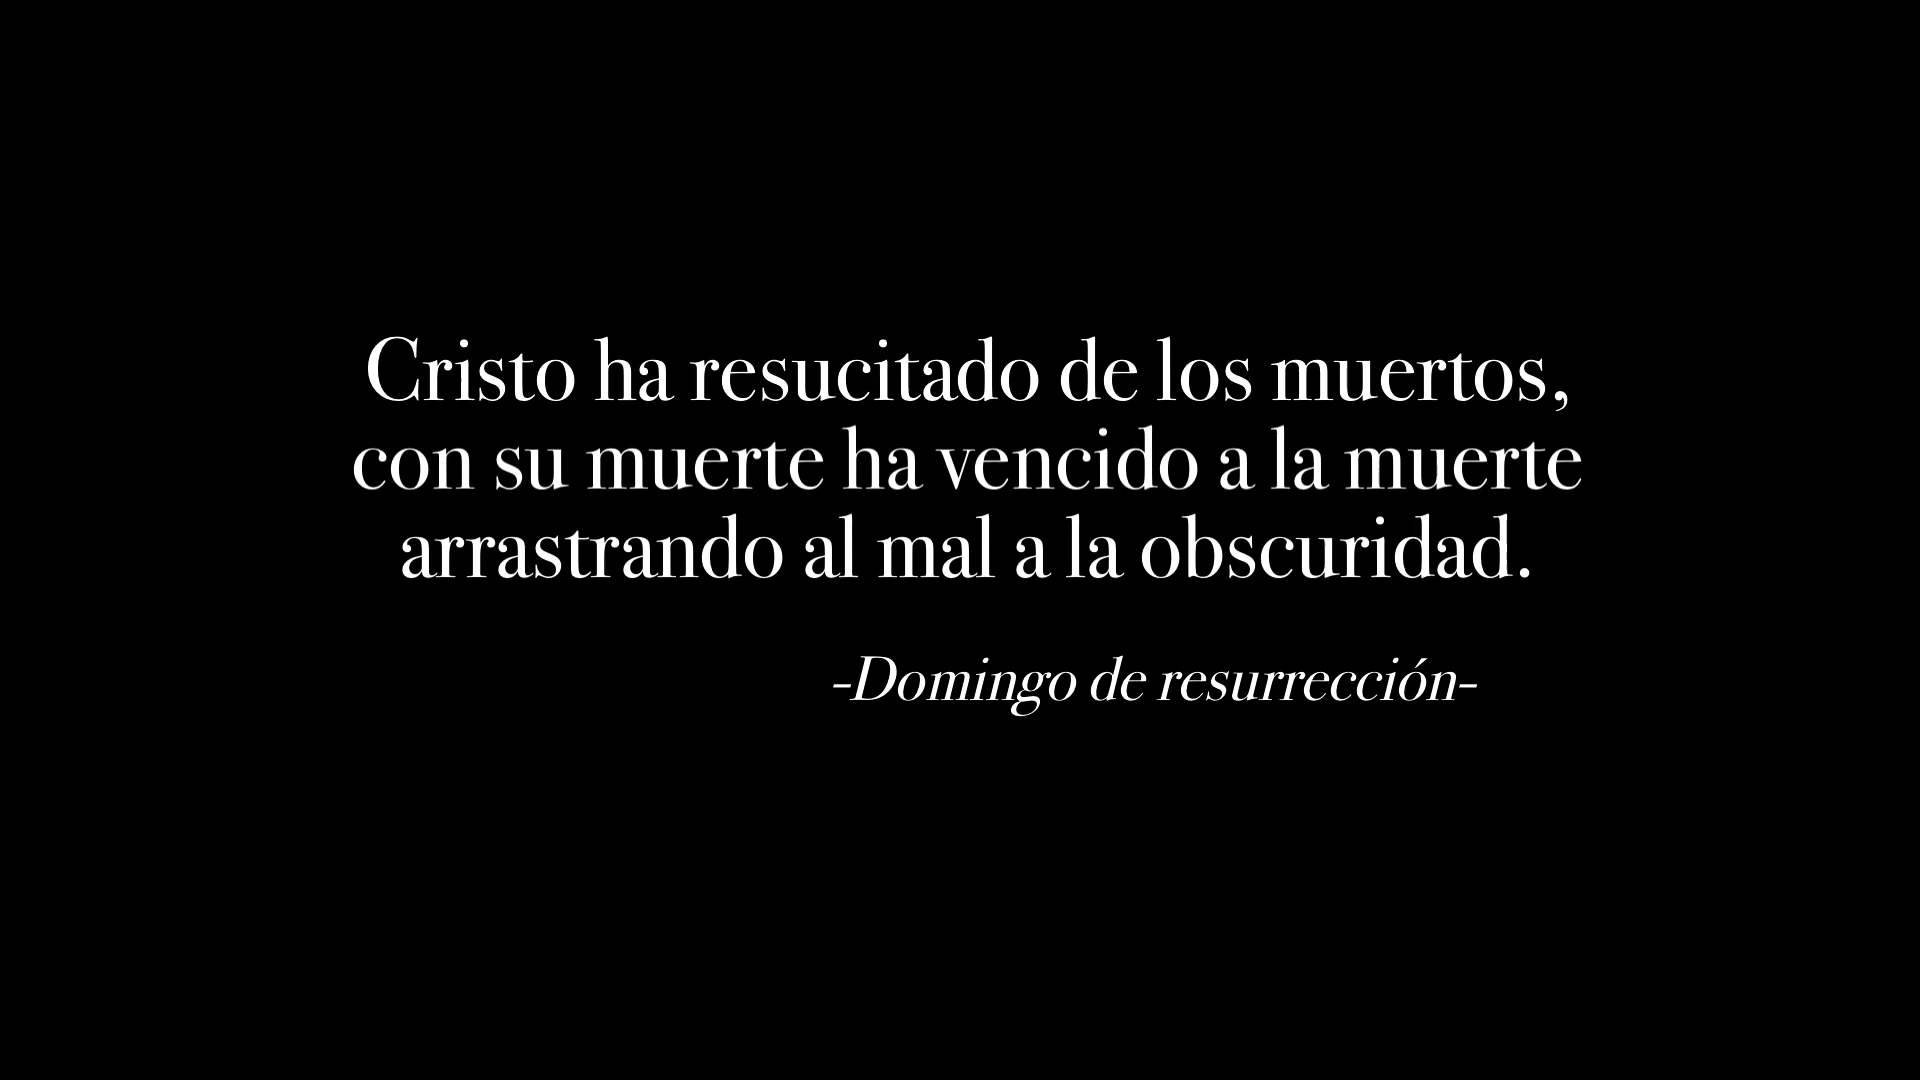 Cristo ha resucitado de los muertos,
con su muerte ha vencido a la muerte
arrastrando al mal a la obscuridad.
-Domingo de resurrección-